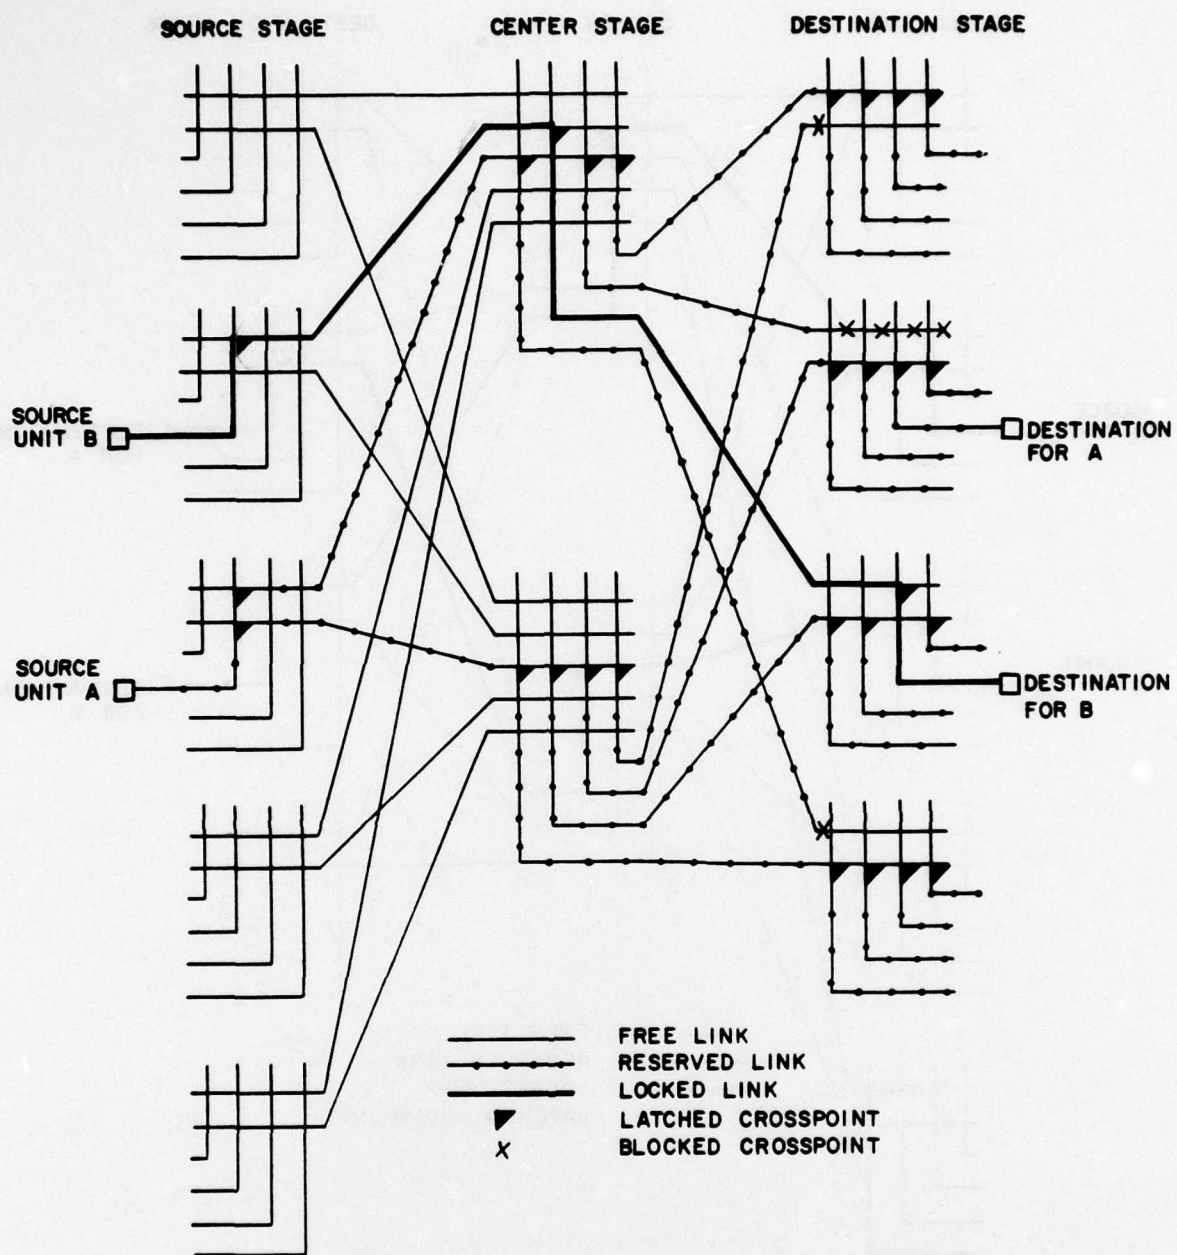 SOURCE STAGE
CENTER STAGE
DESTINATION STAGE
SOURCE
UNIT B
DESTINATION
FOR A
SOURCE
UNIT A
DESTINATION
FOR B
FREE LINK
RESERVED LINK
LOCKED LINK
LATCHED CROSSPOINT
X
BLOCKED CROSSPOINT